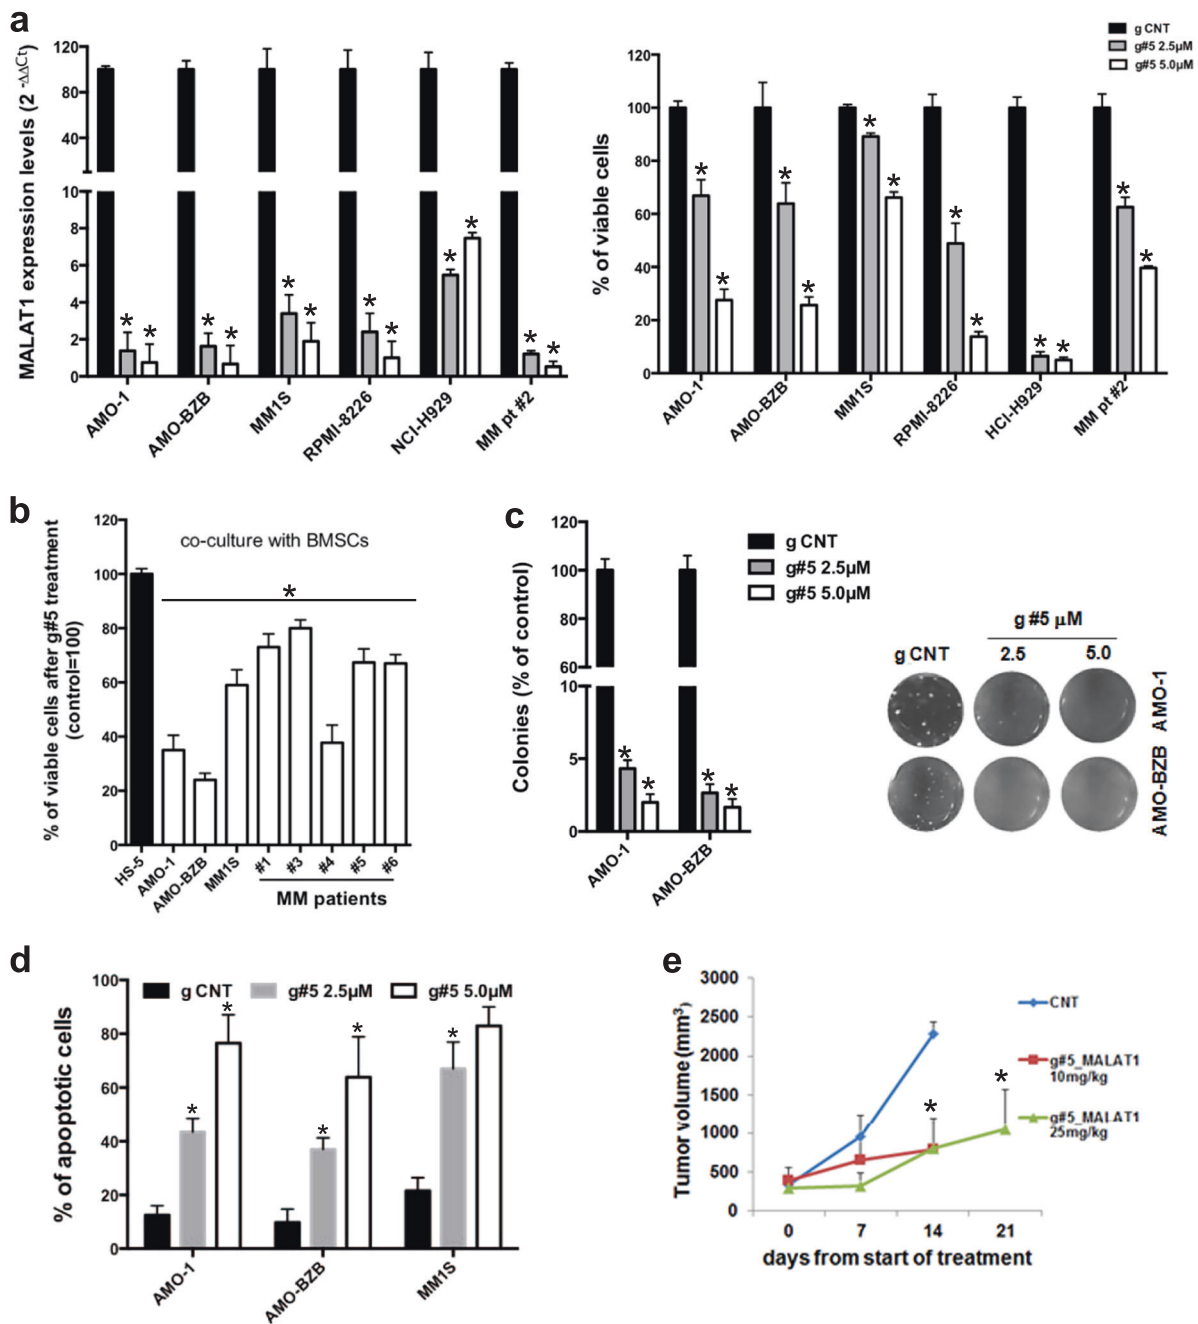 a
MALAT1 expression levels (2 -ΔΔCt)
120
80
40
10
8
6
4
2
0
* * * * * * * * * * * *
AMO-1
AMO-BZB
MM1S
RPMI-8226
NCI-H929
MM pt #2
g CNT
g#5 2.5µM
g#5 5.0µM
% of viable cells
120
100
80
60
40
20
0
* * * * * * * * * * * *
AMO-1
AMO-BZB
MM1S
RPMI-8226
HCI-H929
MM pt #2
b
% of viable cells after g#5 treatment
(control=100)
120
100
80
60
40
20
0
co-culture with BMSCs
*
HS-5
AMO-1
AMO-BZB
MM1S
#1
#3
#4
#5
#6
MM patients
c
Colonies (% of control)
120
100
80
60
10
5
0
* * * *
AMO-1
AMO-BZB
g CNT
g#5 2.5µM
g#5 5.0µM
g #5 µM
g CNT
2.5
5.0
AMO-1
AMO-BZB
d
% of apoptotic cells
100
80
60
40
20
0
g CNT
g#5 2.5µM
g#5 5.0µM
* * * * *
AMO-1
AMO-BZB
MM1S
e
Tumor volume (mm3)
3000
2500
2000
1500
1000
500
0
* *
0
7
14
21
days from start of treatment
CNT
g#5_MALAT1
10mg/kg
g#5_MALAT1
25mg/kg